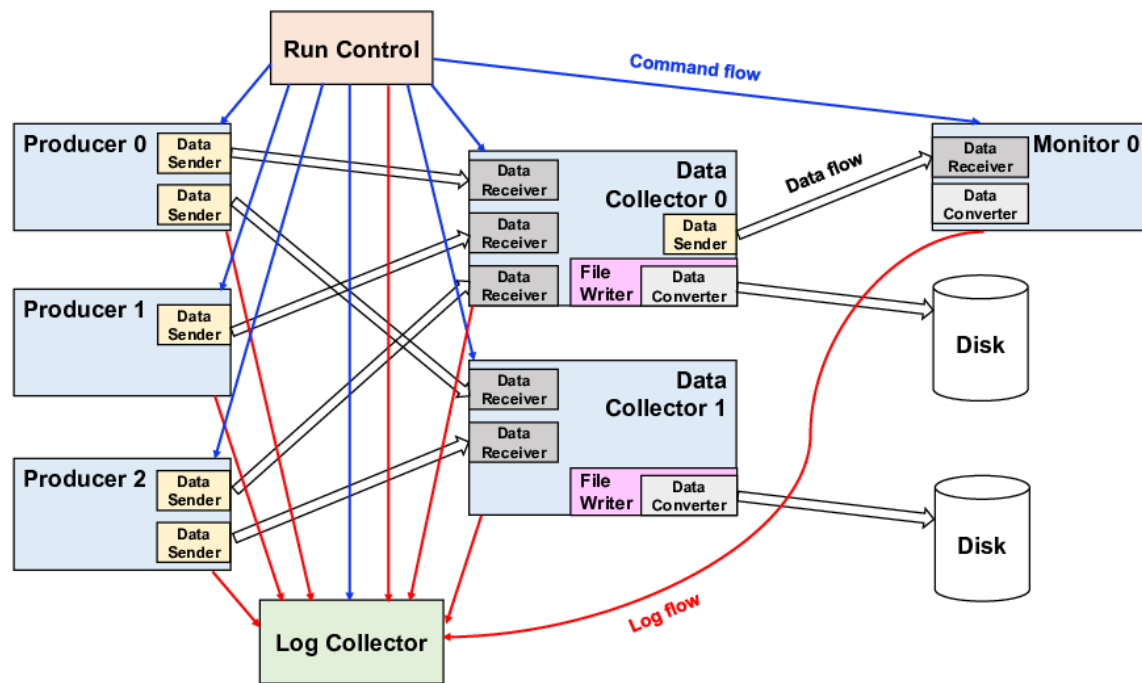 Run Control
Command flow
Producer 0
Data
Sender
Data
Sender
Data
Receiver
Data
Collector 0
Data
Receiver
Data
Sender
Data
Receiver
File
Writer
Data
Converter
Data flow
Monitor 0
Data
Receiver
Data
Converter
Producer 1
Data
Sender
Disk
Data
Receiver
Data
Collector 1
Data
Receiver
File
Writer
Data
Converter
Producer 2
Data
Sender
Data
Sender
Disk
Log flow
Log Collector